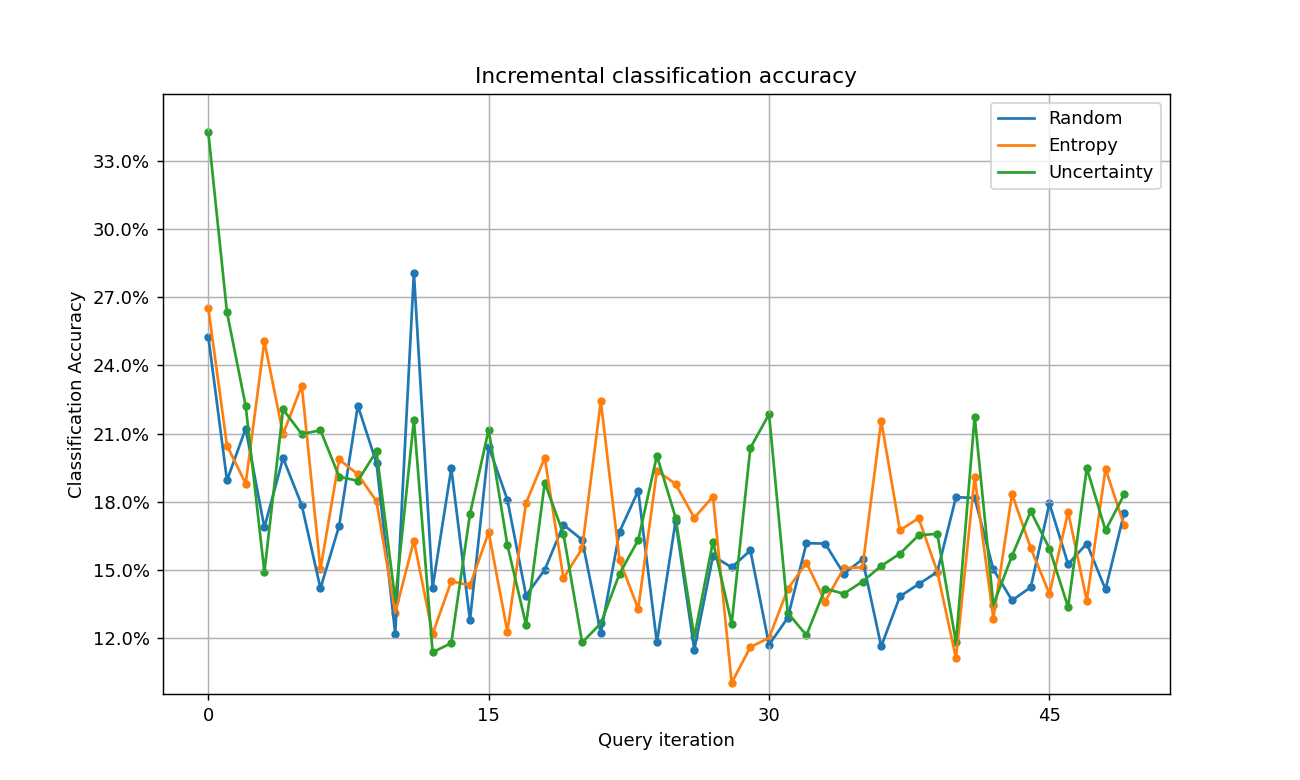 Incremental classification accuracy
Random
Entropy
Uncertainty
33.0%
30.0%
27.0%
24.0%
21.0%
18.0%
15.0%
12.0%
Classification Accuracy
0 15 30 45
Query iteration